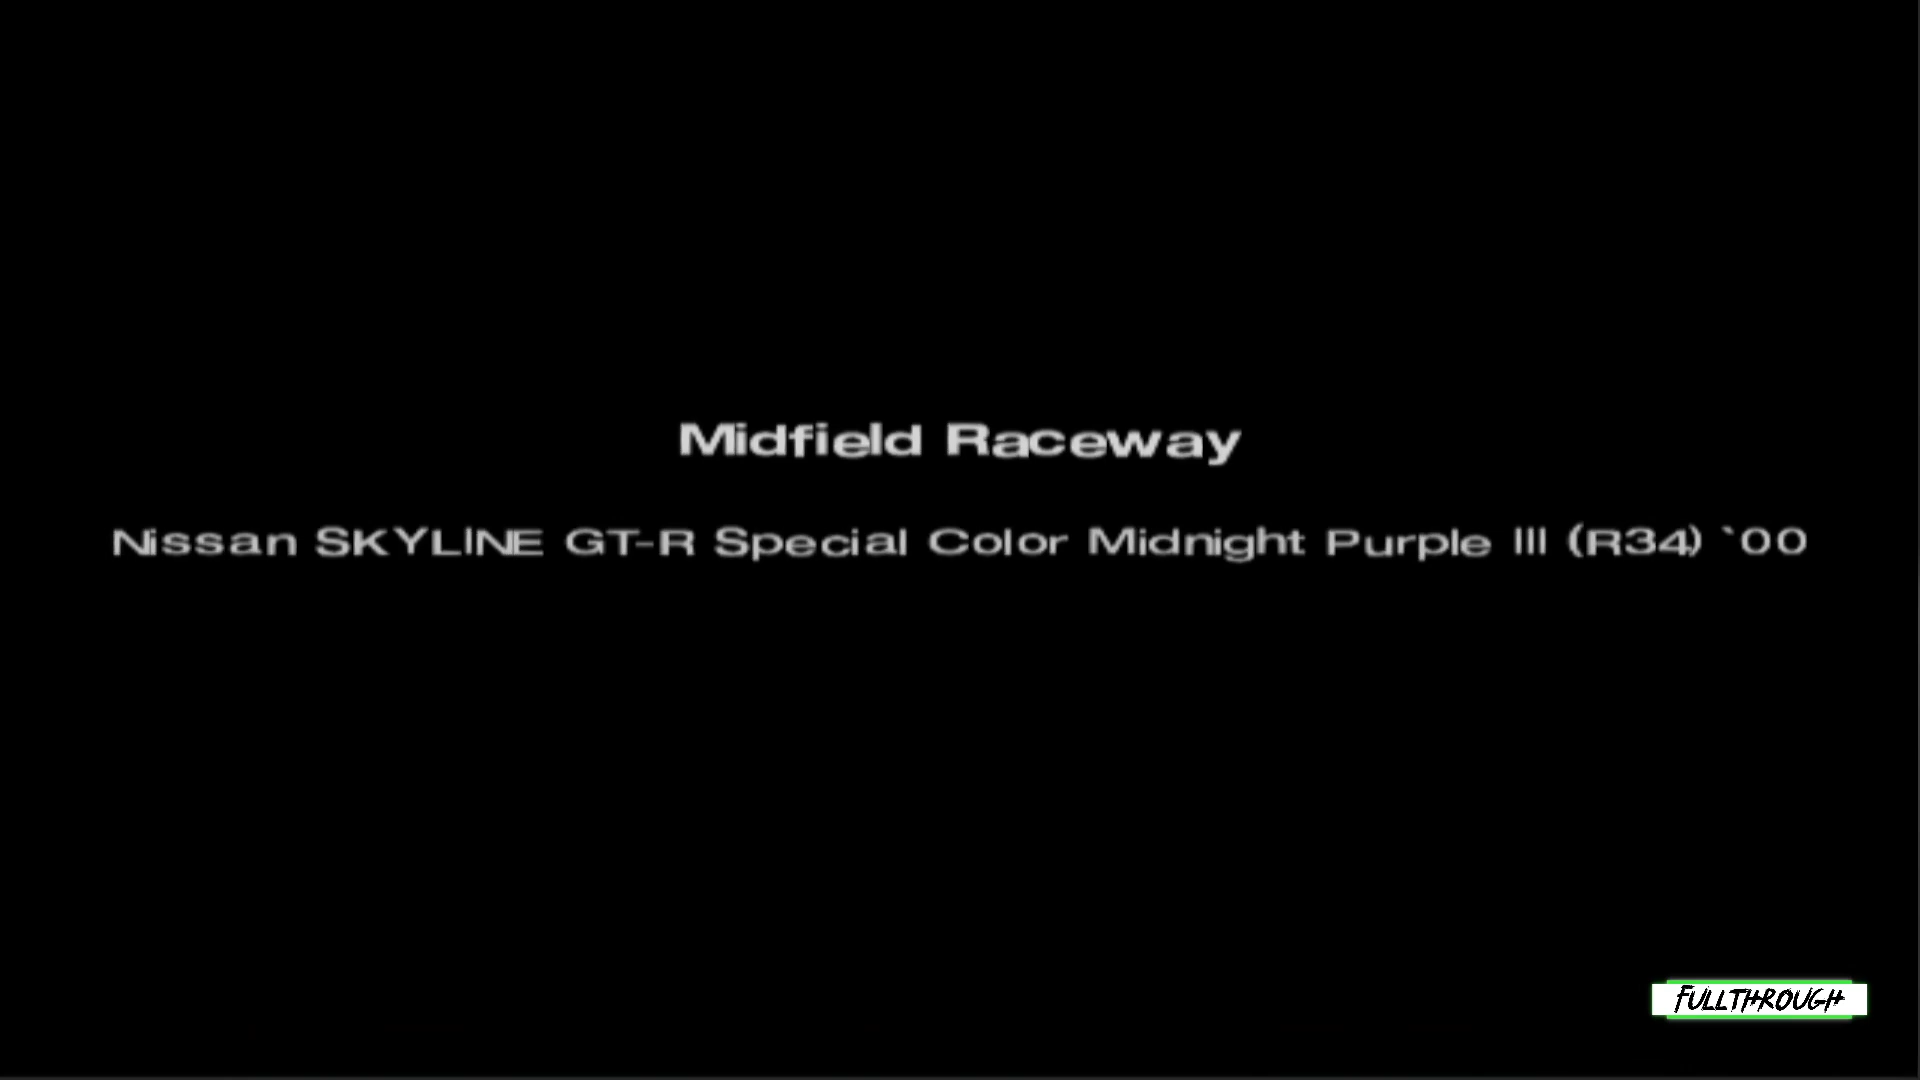 Midfield Raceway
Nissan SKYLINE GT-R Special Color Midnight Purple III (R34) `00
FULLTHROUGH